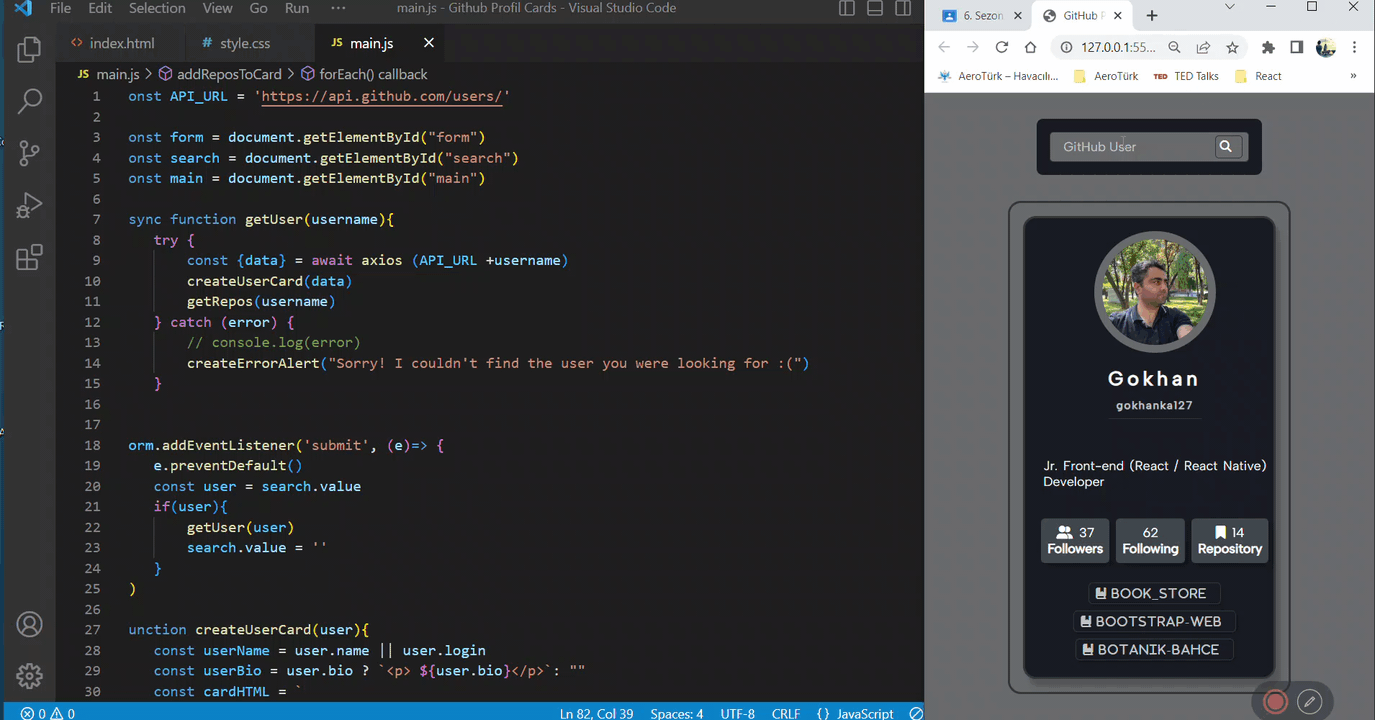 File Edit Selection View Go Run ··· main.js - Github Profil Cards - Visual Studio Code
index.html style.css JS main.js
JS main.js > addReposToCard > forEach() callback
1 onst API_URL = 'https://api.github.com/users/'
2
3 onst form = document.getElementById("form")
4 onst search = document.getElementById("search")
5 onst main = document.getElementById("main")
6
7 sync function getUser(username){
8 try {
9 const {data} = await axios (API_URL +username)
10 createUserCard(data)
11 getRepos(username)
12 } catch (error) {
13 // console.log(error)
14 createErrorAlert("Sorry! I couldn't find the user you were looking for :(")
15 }
16
17
18 orm.addEventListener('submit', (e)=> {
19 e.preventDefault()
20 const user = search.value
21 if(user){
22 getUser(user)
23 search.value = ''
24 }
25 )
26
27 unction createUserCard(user){
28 const userName = user.name || user.login
29 const userBio = user.bio ? `<p> ${user.bio}</p>`: ""
30 const cardHTML = `
0 0 Ln 82, Col 39 Spaces: 4 UTF-8 CRLF {} JavaScript
6. Sezon GitHub P
127.0.0.1:55...
AeroTürk – Havacılı... AeroTürk TED TED Talks React »
GitHub User
Gokhan
gokhanka127
Jr. Front-end (React / React Native)
Developer
37 62 14
Followers Following Repository
BOOK_STORE
BOOTSTRAP-WEB
BOTANIK-BAHCE